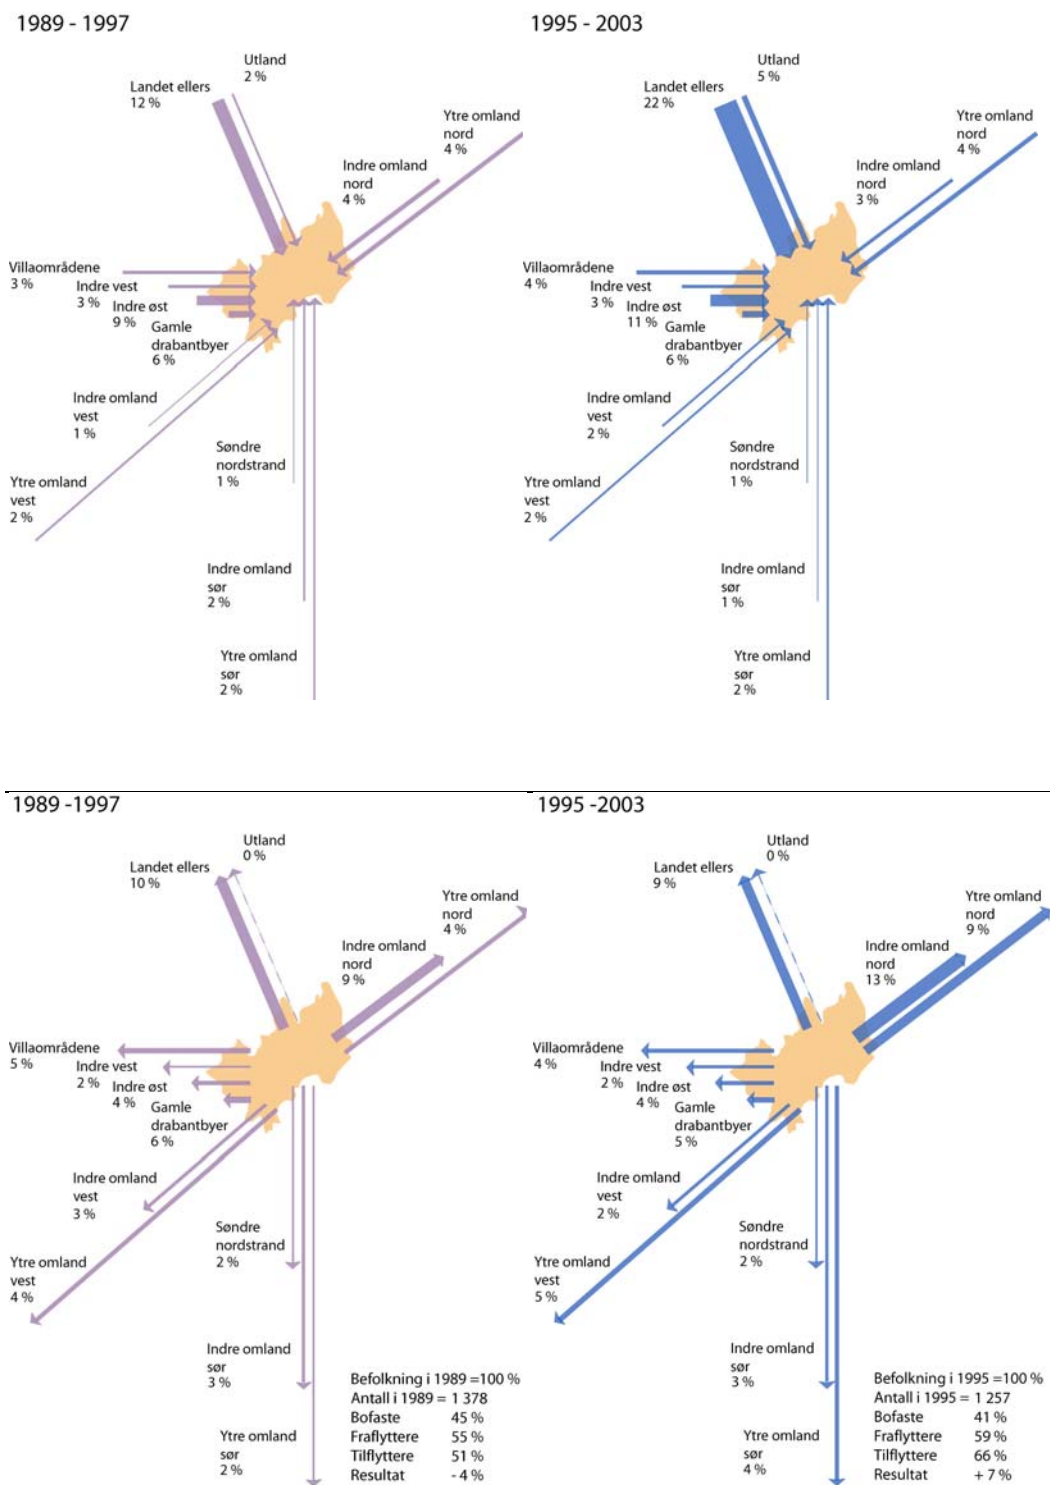 1989 - 1997
Utland
2 %
Landet ellers
12 %
Ytre omland
nord
4 %
Indre omland
nord
4 %
Villaområdene
3 %
Indre vest
3 %
Indre øst
9 %
Gamle
drabantbyer
6 %
Indre omland
vest
1 %
Søndre
nordstrand
1 %
Ytre omland
vest
2 %
Indre omland
sør
2 %
Ytre omland
sør
2 %
1995 - 2003
Utland
5 %
Landet ellers
22 %
Ytre omland
nord
4 %
Indre omland
nord
3 %
Villaområdene
4 %
Indre vest
3 %
Indre øst
11 %
Gamle
drabantbyer
6 %
Indre omland
vest
2 %
Søndre
nordstrand
1 %
Ytre omland
vest
2 %
Indre omland
sør
1 %
Ytre omland
sør
2 %
1989 -1997
Utland
0 %
Landet ellers
10 %
Ytre omland
nord
4 %
Indre omland
nord
9 %
Villaområdene
5 %
Indre vest
2 %
Indre øst
4 %
Gamle
drabantbyer
6 %
Indre omland
vest
3 %
Søndre
nordstrand
2 %
Ytre omland
vest
4 %
Indre omland
sør
3 %
Ytre omland
sør
2 %
Befolkning i 1989 =100 %
Antall i 1989 = 1 378
Bofaste 45 %
Fraflyttere 55 %
Tilflyttere 51 %
Resultat - 4 %
1995 -2003
Utland
0 %
Landet ellers
9 %
Ytre omland
nord
9 %
Indre omland
nord
13 %
Villaområdene
4 %
Indre vest
2 %
Indre øst
4 %
Gamle
drabantbyer
5 %
Indre omland
vest
2 %
Søndre
nordstrand
2 %
Ytre omland
vest
5 %
Indre omland
sør
3 %
Ytre omland
sør
4 %
Befolkning i 1995 =100 %
Antall i 1995 = 1 257
Bofaste 41 %
Fraflyttere 59 %
Tilflyttere 66 %
Resultat + 7 %